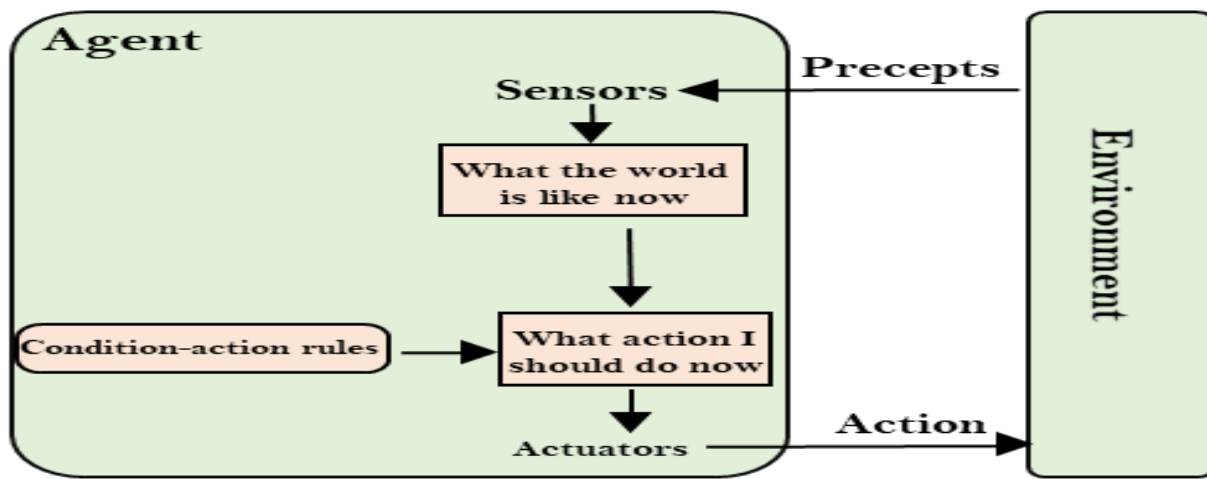 Agent
Precepts
Sensors
What the world
is like now
Environment
Condition-action rules
What action I
should do now
Action
Actuators